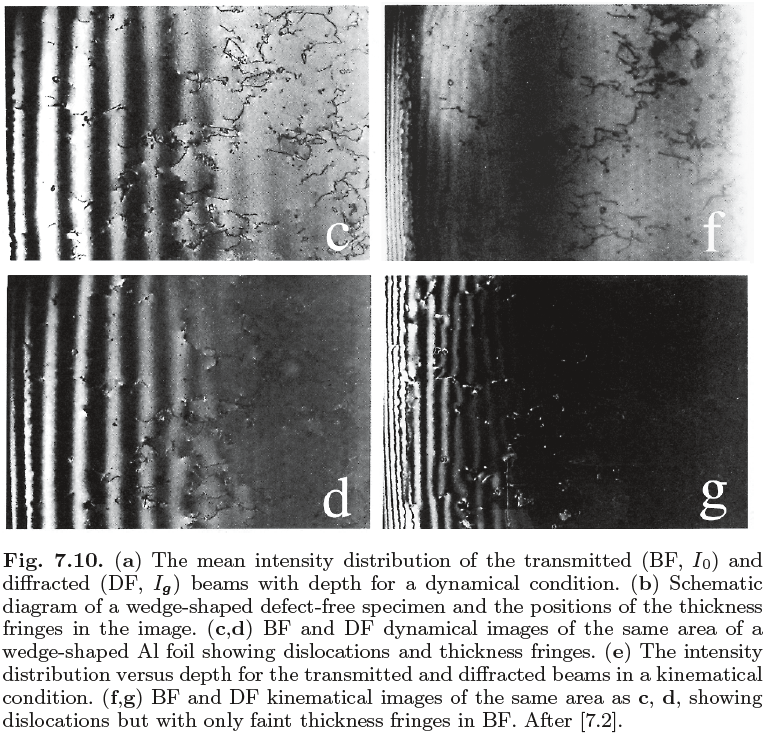 c
f
d
g
Fig. 7.10. (a) The mean intensity distribution of the transmitted (BF, I₀) and
diffracted (DF, I𝒈) beams with depth for a dynamical condition. (b) Schematic
diagram of a wedge-shaped defect-free specimen and the positions of the thickness
fringes in the image. (c,d) BF and DF dynamical images of the same area of a
wedge-shaped Al foil showing dislocations and thickness fringes. (e) The intensity
distribution versus depth for the transmitted and diffracted beams in a kinematical
condition. (f,g) BF and DF kinematical images of the same area as c, d, showing
dislocations but with only faint thickness fringes in BF. After [7.2].